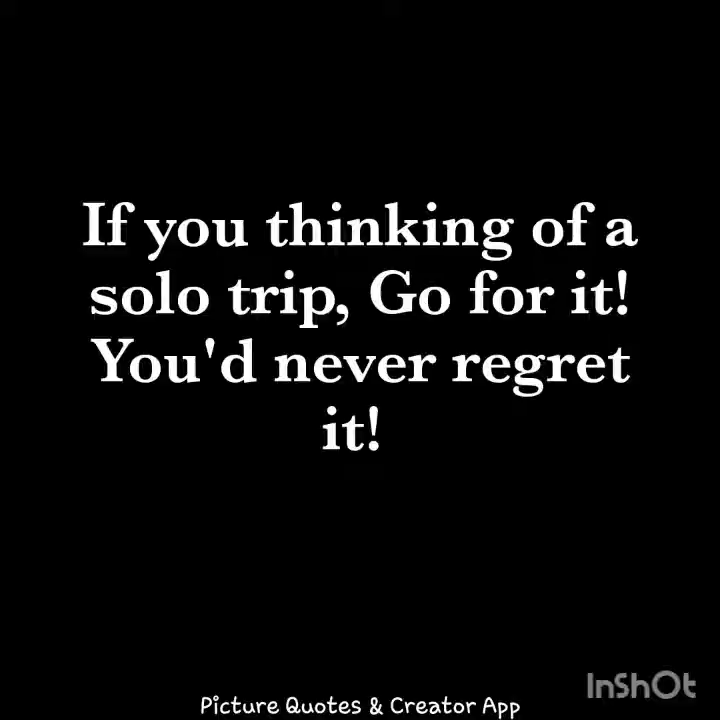 If you thinking of a
solo trip, Go for it!
You'd never regret
it!
InShOt
Picture Quotes & Creator App